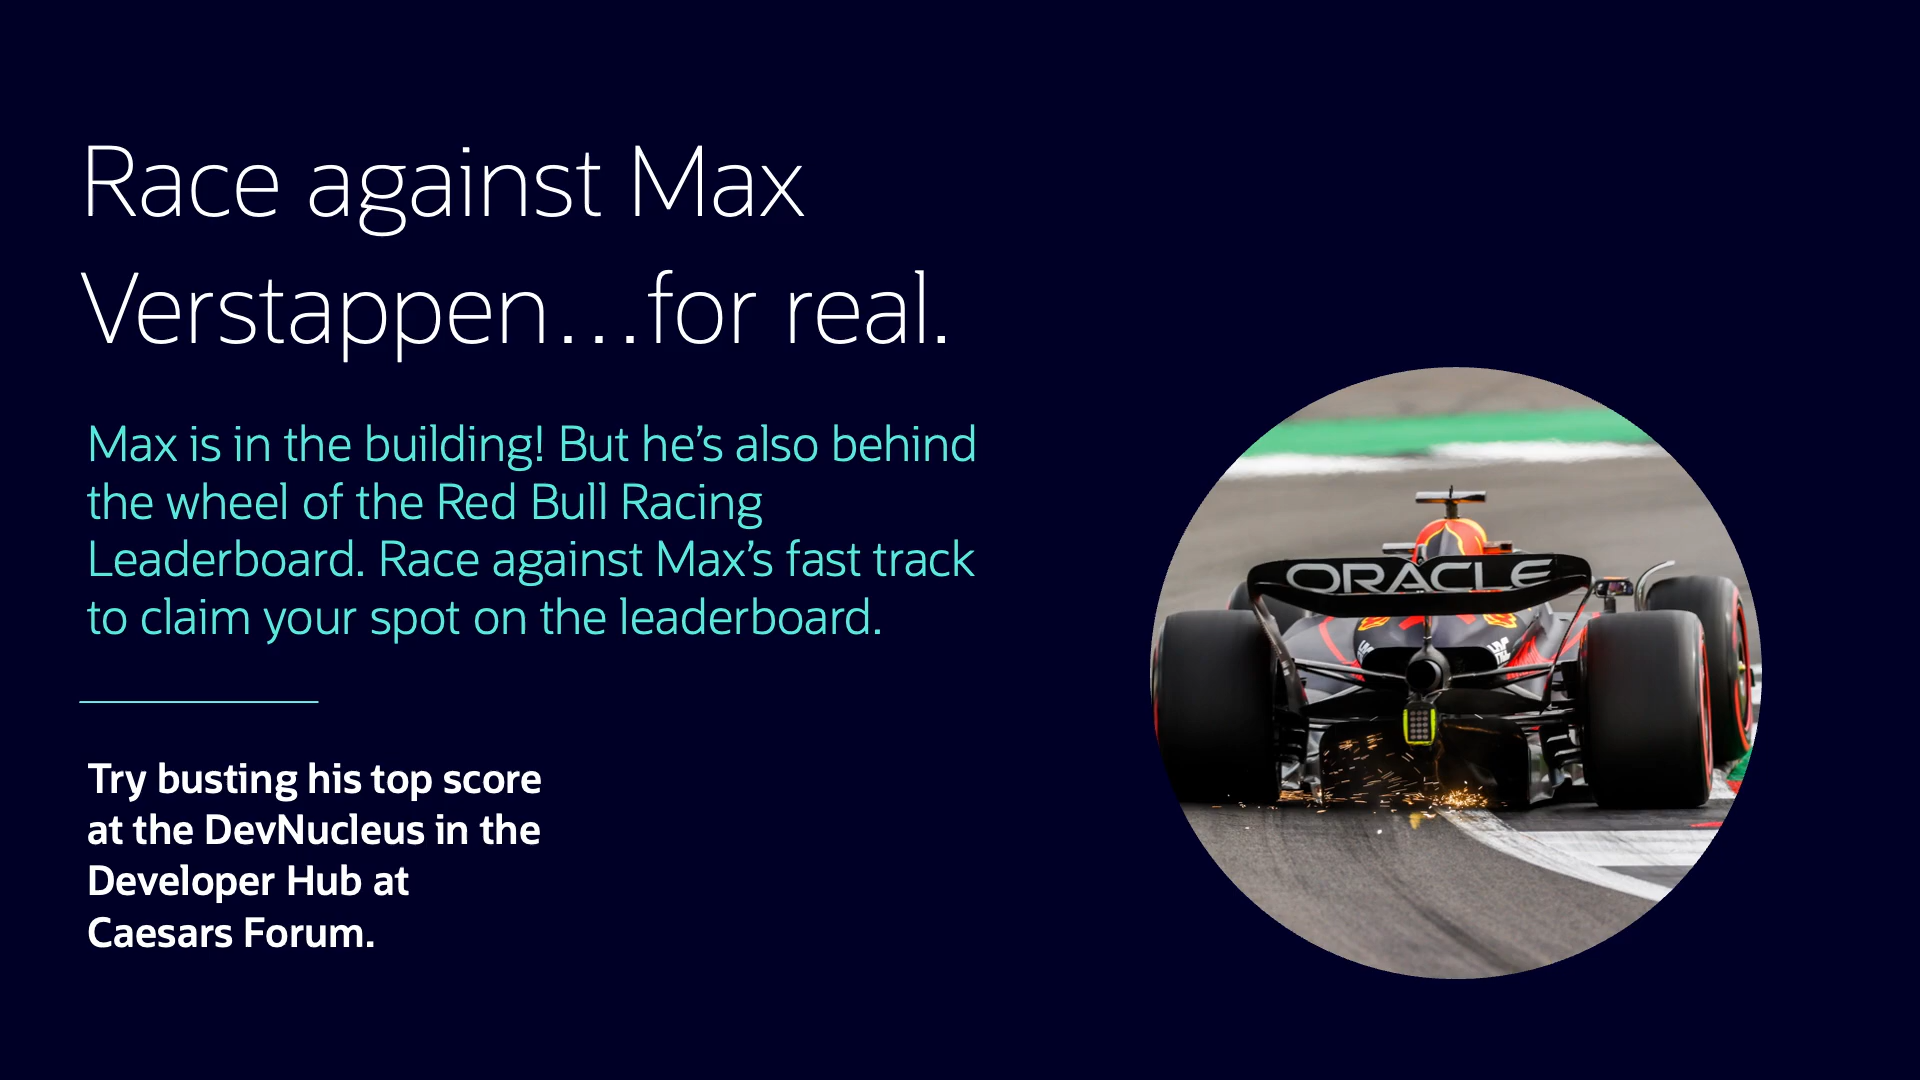 Race against Max
Verstappen…for real.
Max is in the building! But he’s also behind
the wheel of the Red Bull Racing
Leaderboard. Race against Max’s fast track
to claim your spot on the leaderboard.
Try busting his top score
at the DevNucleus in the
Developer Hub at
Caesars Forum.
ORACLE